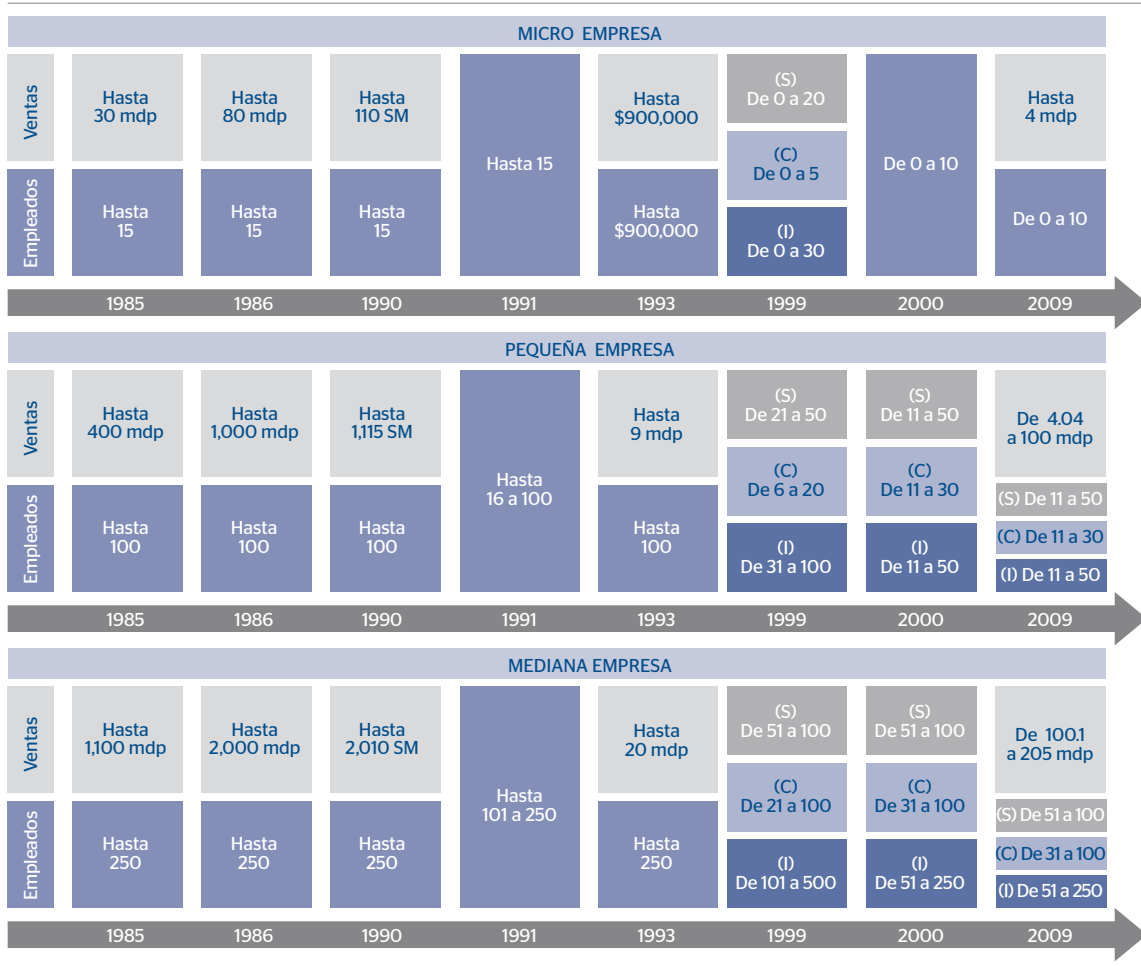 MICRO EMPRESA
Ventas
Hasta
30 mdp
Hasta
80 mdp
Hasta
110 SM
Hasta 15
Hasta
$900,000
(S)
De 0 a 20
(C)
De 0 a 5
(I)
De 0 a 30
De 0 a 10
Hasta
4 mdp
Empleados
Hasta
15
Hasta
15
Hasta
15
Hasta
$900,000
De 0 a 10
1985
1986
1990
1991
1993
1999
2000
2009
PEQUEÑA EMPRESA
Ventas
Hasta
400 mdp
Hasta
1,000 mdp
Hasta
1,115 SM
Hasta
16 a 100
Hasta
9 mdp
(S)
De 21 a 50
(C)
De 6 a 20
(I)
De 31 a 100
(S)
De 11 a 50
(C)
De 11 a 30
(I)
De 11 a 50
De 4.04
a 100 mdp
Empleados
Hasta
100
Hasta
100
Hasta
100
Hasta
100
(S) De 11 a 50
(C) De 11 a 30
(I) De 11 a 50
1985
1986
1990
1991
1993
1999
2000
2009
MEDIANA EMPRESA
Ventas
Hasta
1,100 mdp
Hasta
2,000 mdp
Hasta
2,010 SM
Hasta
101 a 250
Hasta
20 mdp
(S)
De 51 a 100
(C)
De 21 a 100
(I)
De 101 a 500
(S)
De 51 a 100
(C)
De 31 a 100
(I)
De 51 a 250
De 100.1
a 205 mdp
Empleados
Hasta
250
Hasta
250
Hasta
250
Hasta
250
(S) De 51 a 100
(C) De 31 a 100
(I) De 51 a 250
1985
1986
1990
1991
1993
1999
2000
2009